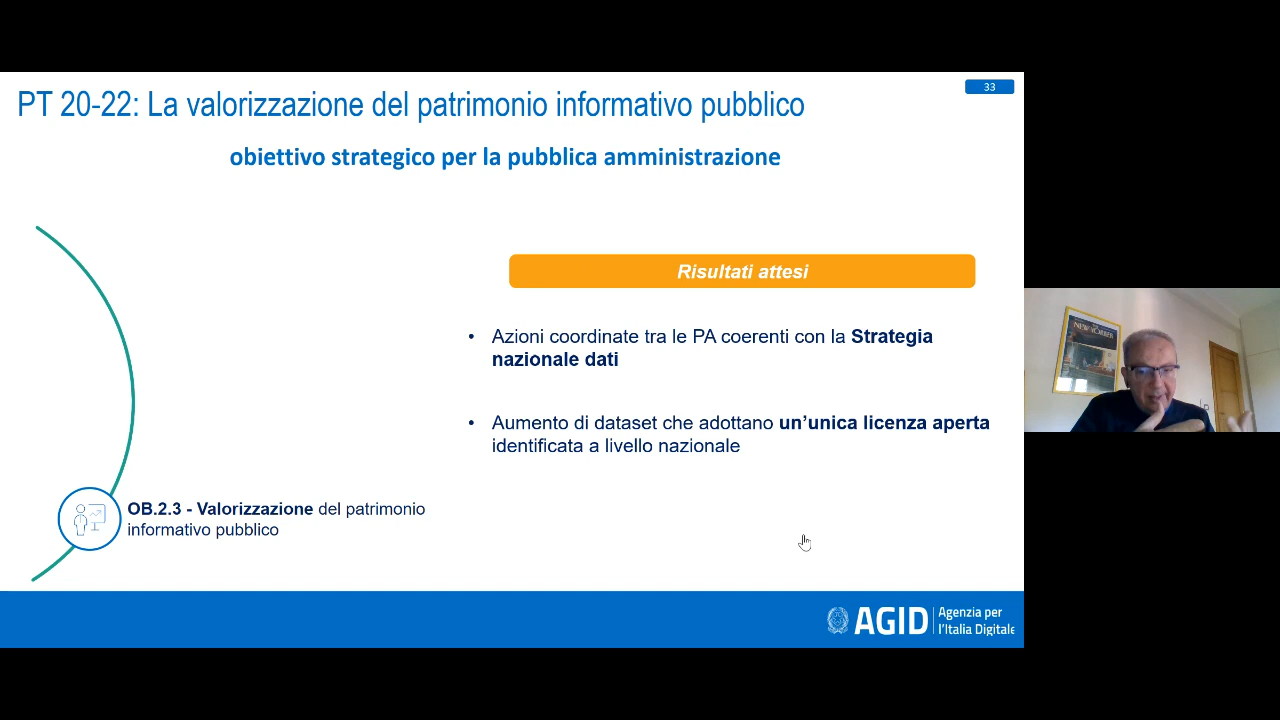 PT 20-22: La valorizzazione del patrimonio informativo pubblico
33
obiettivo strategico per la pubblica amministrazione
Risultati attesi
• Azioni coordinate tra le PA coerenti con la Strategia
nazionale dati
• Aumento di dataset che adottano un’unica licenza aperta
identificata a livello nazionale
OB.2.3 - Valorizzazione del patrimonio
informativo pubblico
AGID
Agenzia per
l’Italia Digitale
NEW YORKER